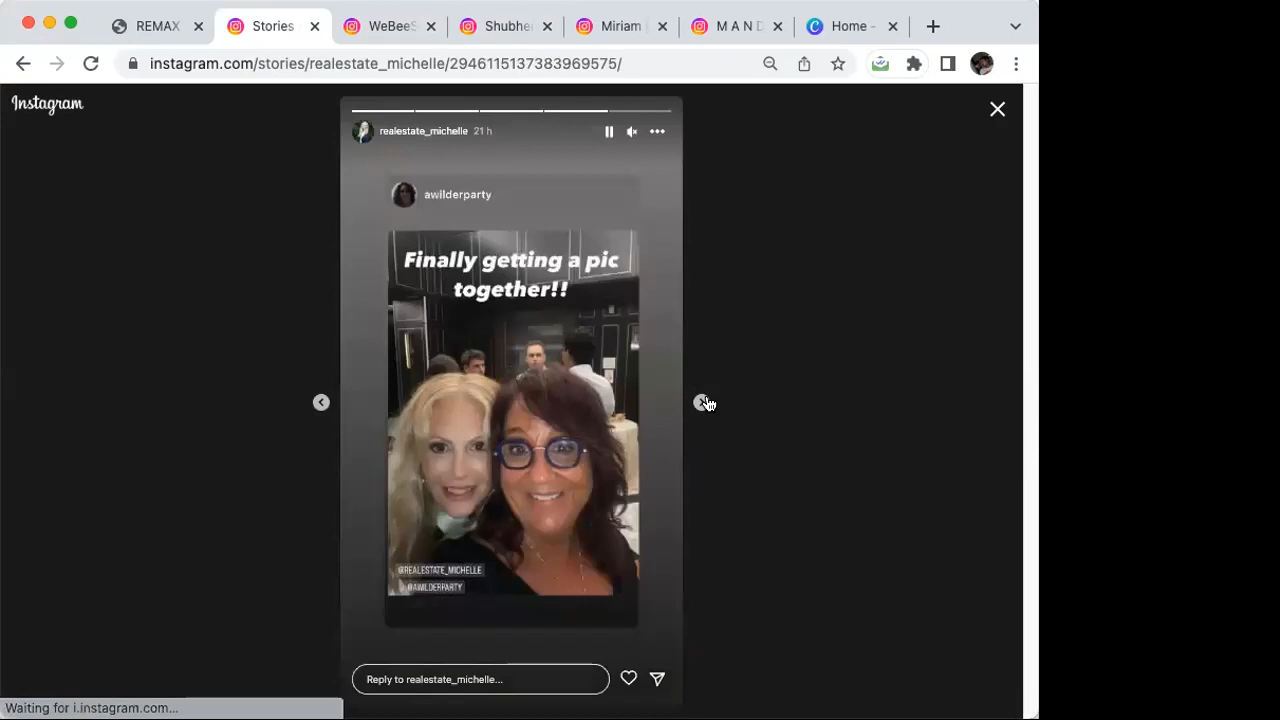 REMAX
Stories
WeBeeS
Shubhe
Miriam
M A N D
Home -
instagram.com/stories/realestate_michelle/2946115137383969575/
Instagram
realestate_michelle 21 h
awilderparty
Finally getting a pic
together!!
@REALESTATE_MICHELLE
@AWILDERPARTY
Reply to realestate_michelle...
Waiting for i.instagram.com...